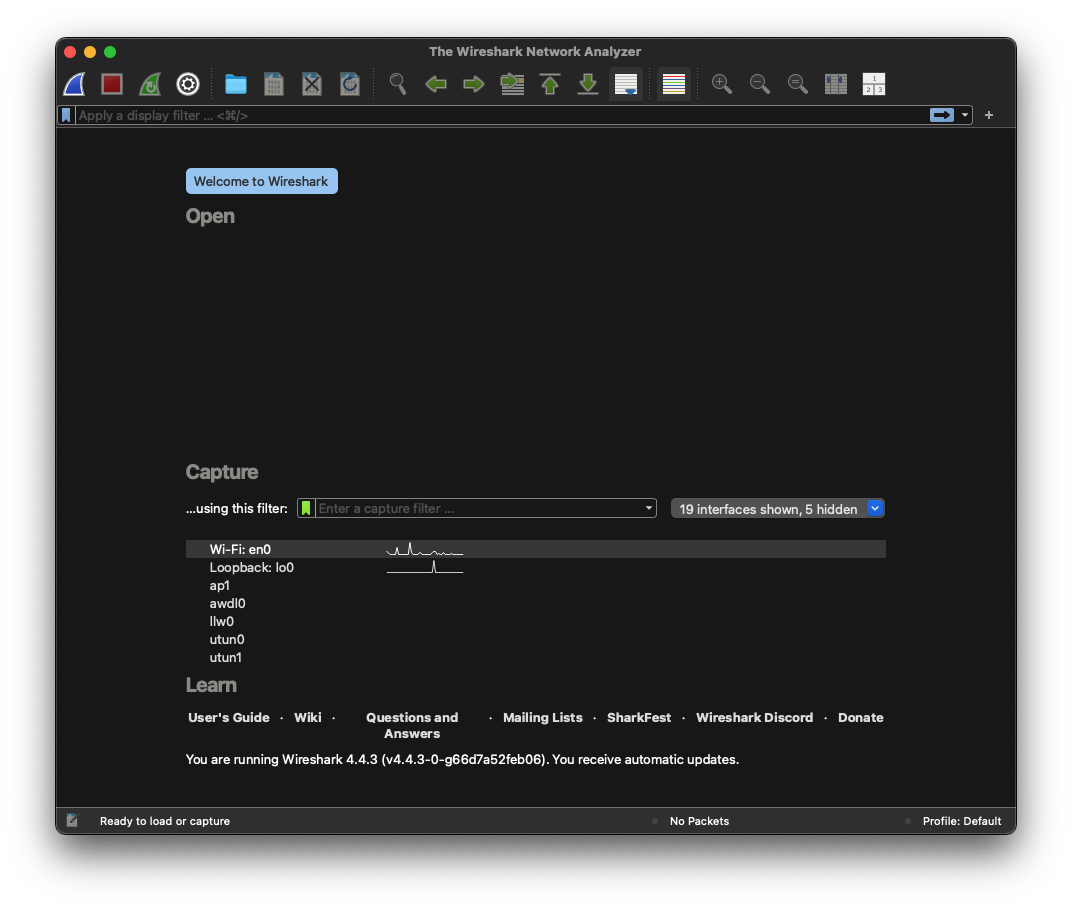 The Wireshark Network Analyzer
1
2 3
Apply a display filter ... <⌘/>
+
Welcome to Wireshark
Open
Capture
...using this filter: Enter a capture filter ... 19 interfaces shown, 5 hidden
Wi-Fi: en0
Loopback: lo0
ap1
awdl0
llw0
utun0
utun1
Learn
User's Guide · Wiki · Questions and Answers · Mailing Lists · SharkFest · Wireshark Discord · Donate
You are running Wireshark 4.4.3 (v4.4.3-0-g66d7a52feb06). You receive automatic updates.
Ready to load or capture No Packets Profile: Default